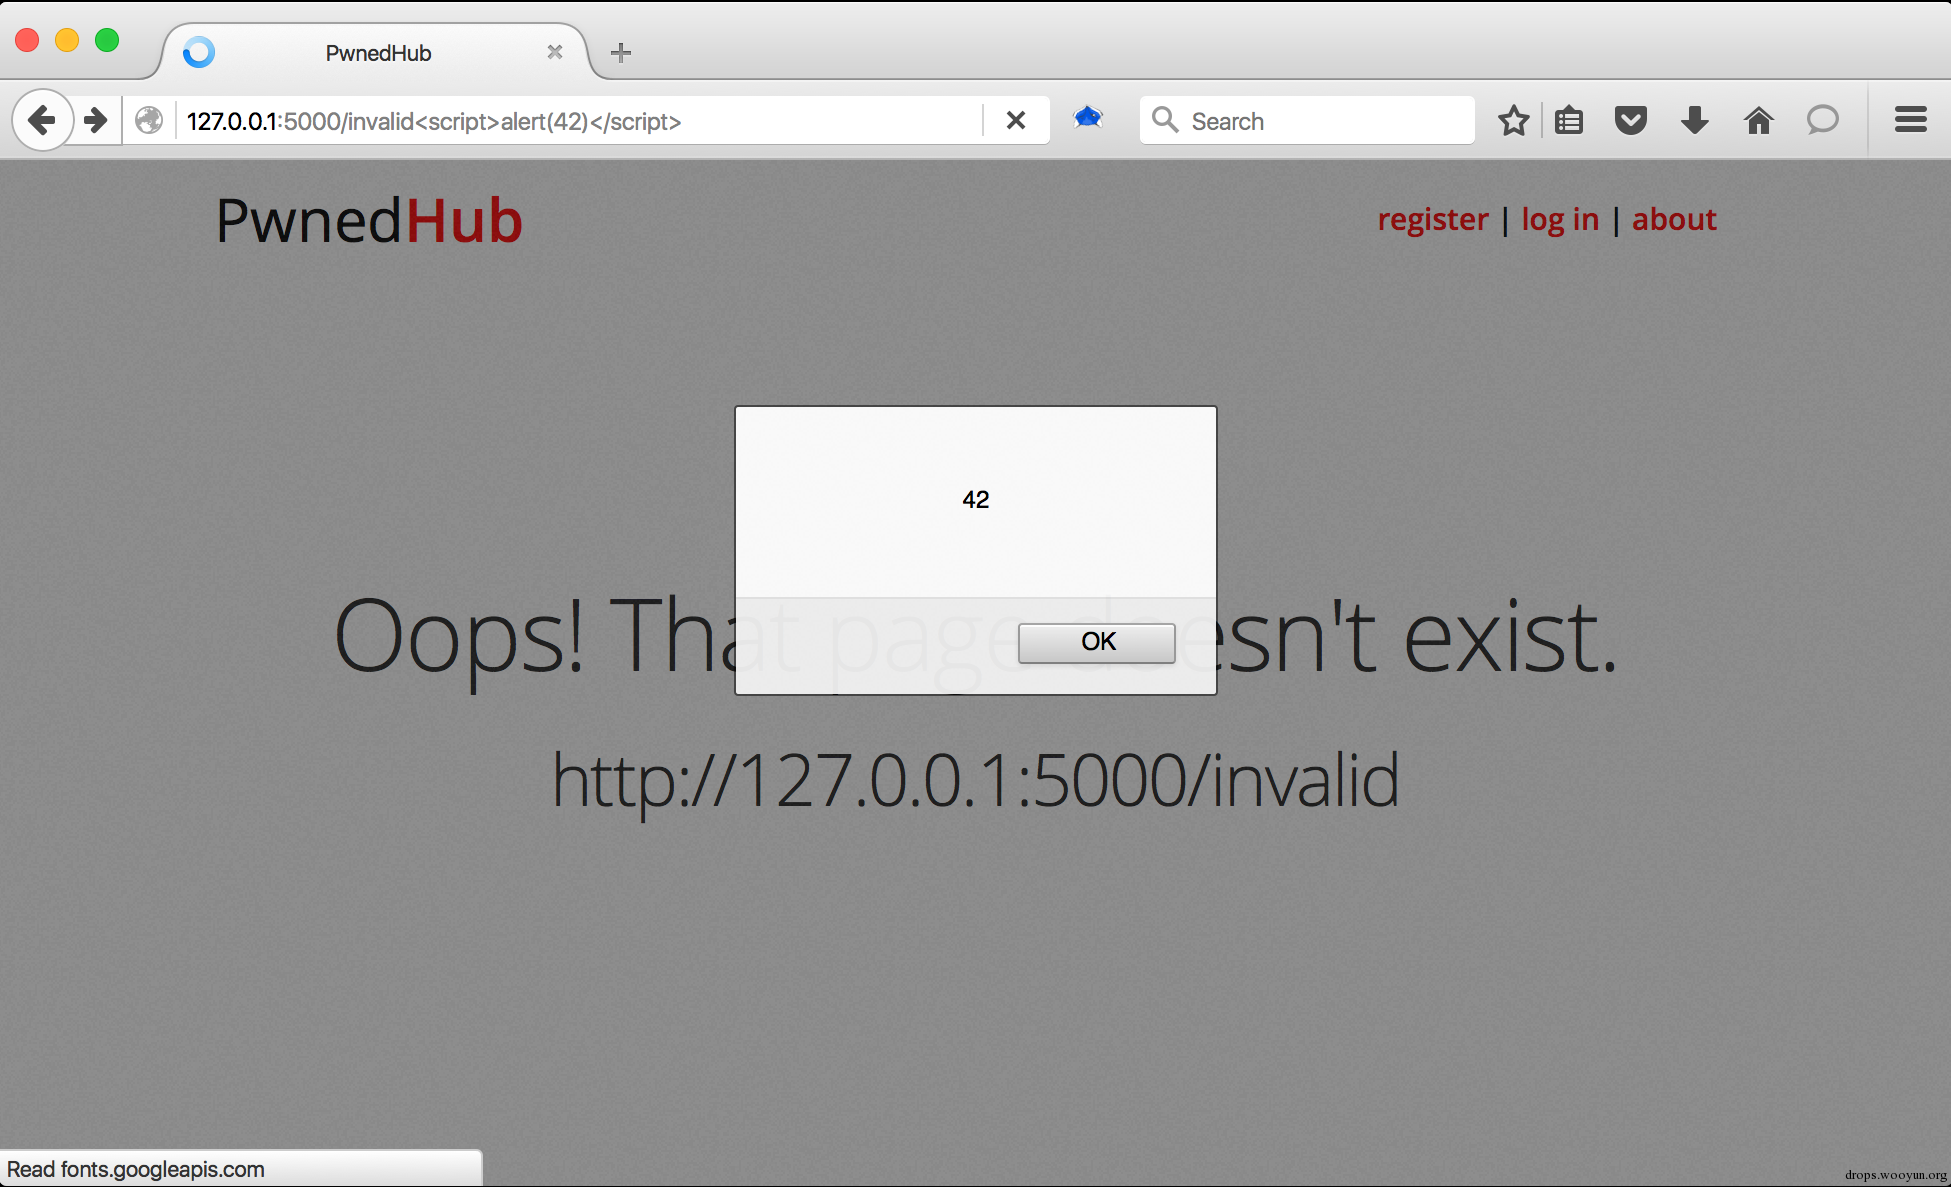 PwnedHub
127.0.0.1:5000/invalid<script>alert(42)</script>
Search
PwnedHub
register | log in | about
42
OK
Oops! That page doesn't exist.
http://127.0.0.1:5000/invalid
Read fonts.googleapis.com
drops.wooyun.org